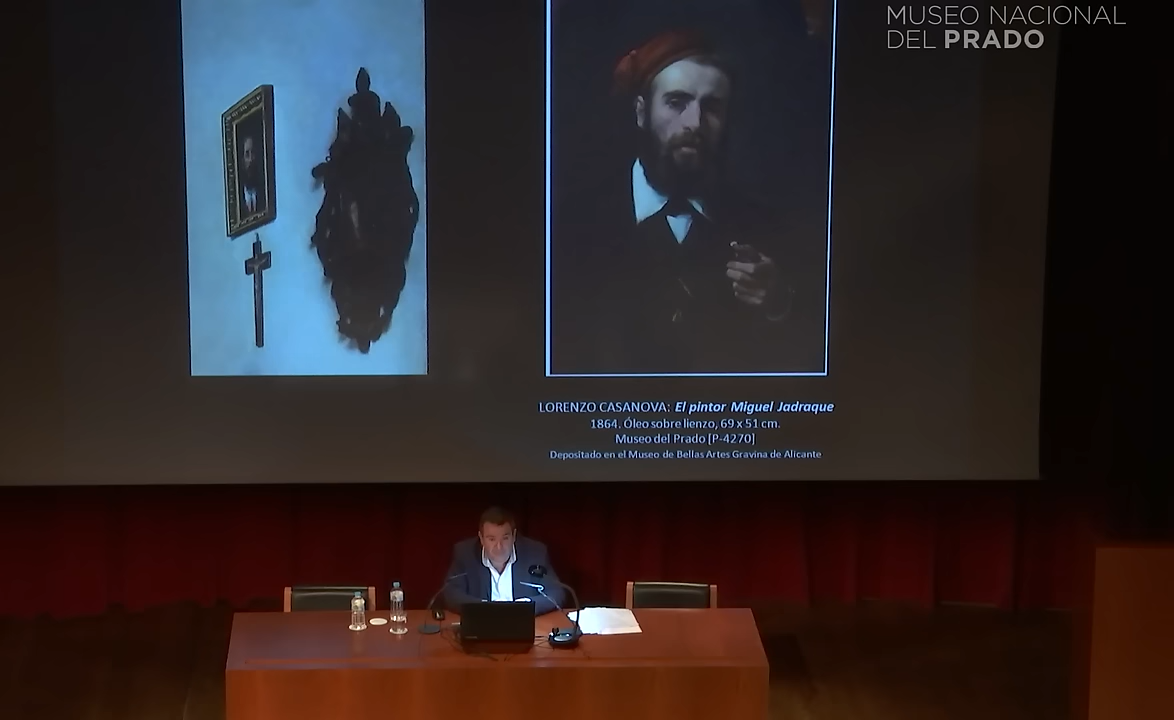 MUSEO NACIONAL
DEL PRADO
LORENZO CASANOVA: El pintor Miguel Jadraque
1864. Óleo sobre lienzo, 69 x 51 cm.
Museo del Prado [P-4270]
Depositado en el Museo de Bellas Artes Gravina de Alicante